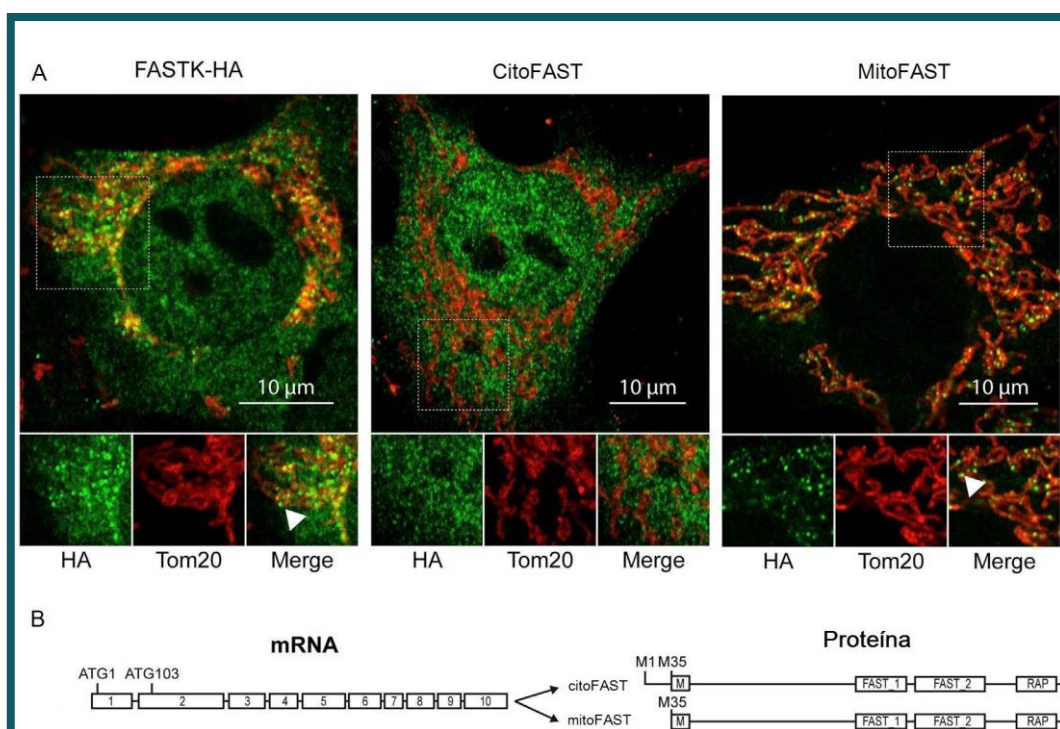 A
FASTK-HA
CitoFAST
MitoFAST
10 µm
10 µm
10 µm
HA
Tom20
Merge
HA
Tom20
Merge
HA
Tom20
Merge
B
mRNA
Proteína
ATG1
ATG103
1
2
3
4
5
6
7
8
9
10
citoFAST
M1
M35
M
FAST_1
FAST_2
RAP
mitoFAST
M35
M
FAST_1
FAST_2
RAP